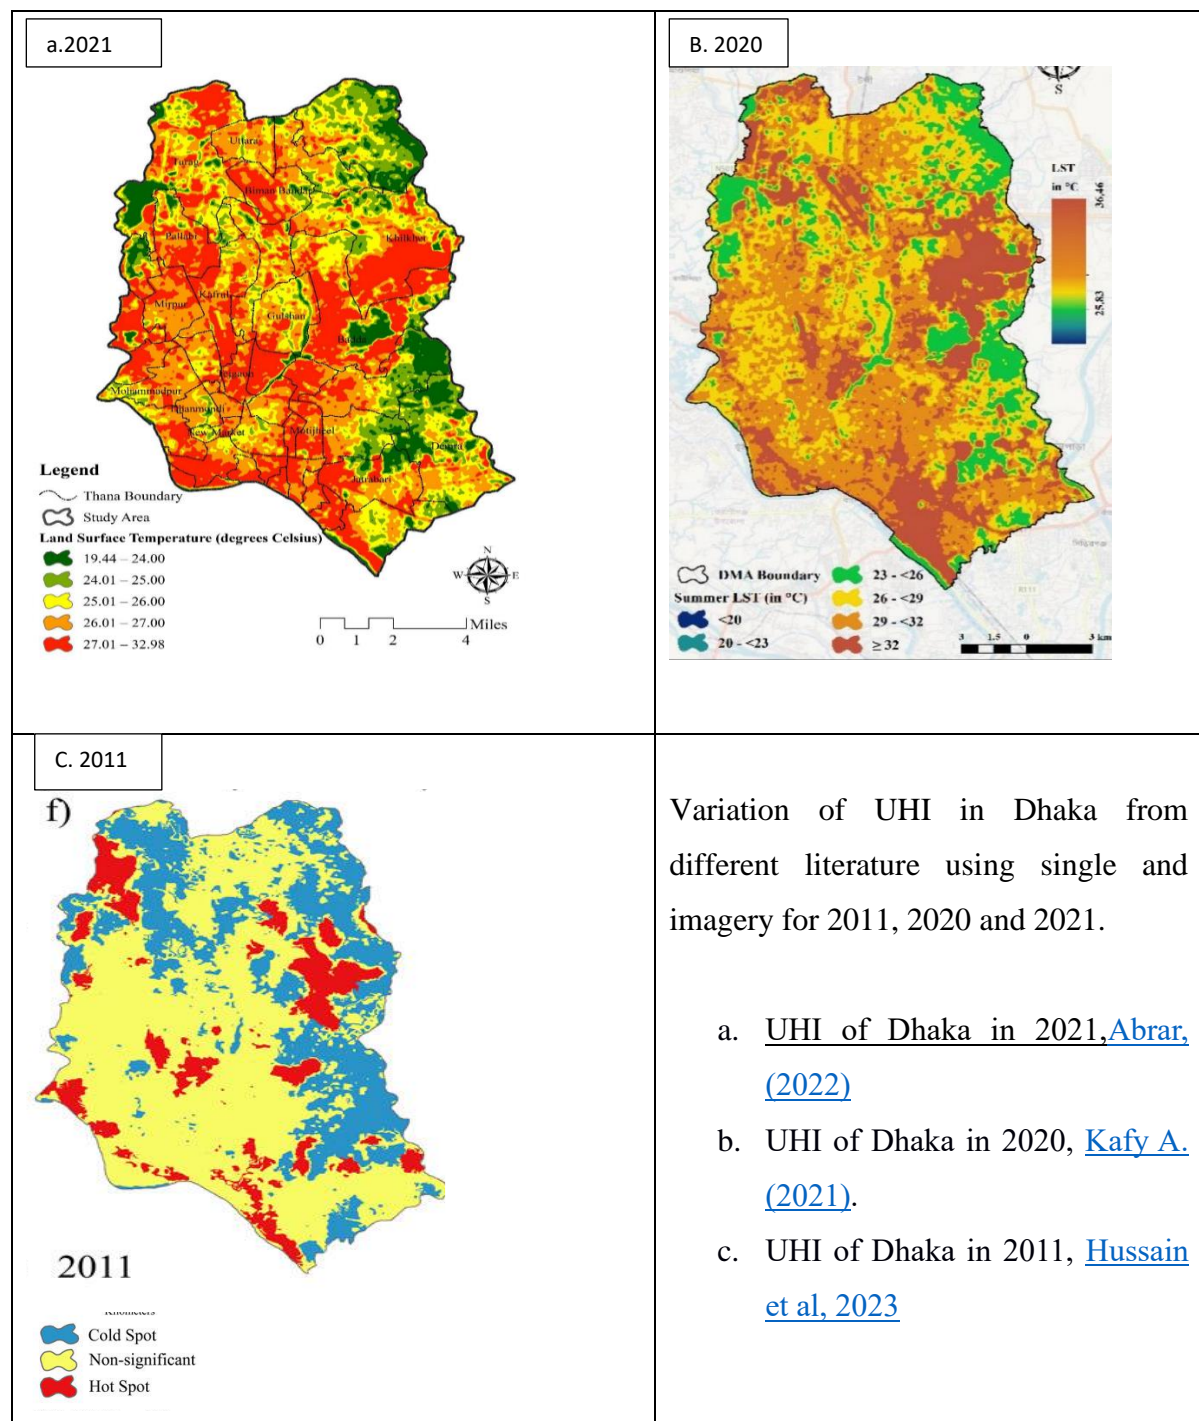 a.2021
Uttara
Turag
Biman Bandar
Pallabi
Khilkhet
Mirpur
Kafrul
Gulshan
Badda
Tejgaon
Mohammadpur
Dhanmondi
New Market
Motijheel
Demra
Jatrabari
Legend
Thana Boundary
Study Area
Land Surface Temperature (degrees Celsius)
19.44 – 24.00
24.01 – 25.00
25.01 – 26.00
26.01 – 27.00
27.01 – 32.98
N
W E
S
Miles
0 1 2 4
B. 2020
S
LST
in °C
36,46
25,83
DMA Boundary
Summer LST (in °C)
<20
20 - <23
23 - <26
26 - <29
29 - <32
≥ 32
3 1.5 0 3 km
C. 2011
f)
2011
Kilometers
Cold Spot
Non-significant
Hot Spot
Variation of UHI in Dhaka from
different literature using single and
imagery for 2011, 2020 and 2021.
a. UHI of Dhaka in 2021,Abrar,
(2022)
b. UHI of Dhaka in 2020, Kafy A.
(2021).
c. UHI of Dhaka in 2011, Hussain
et al, 2023